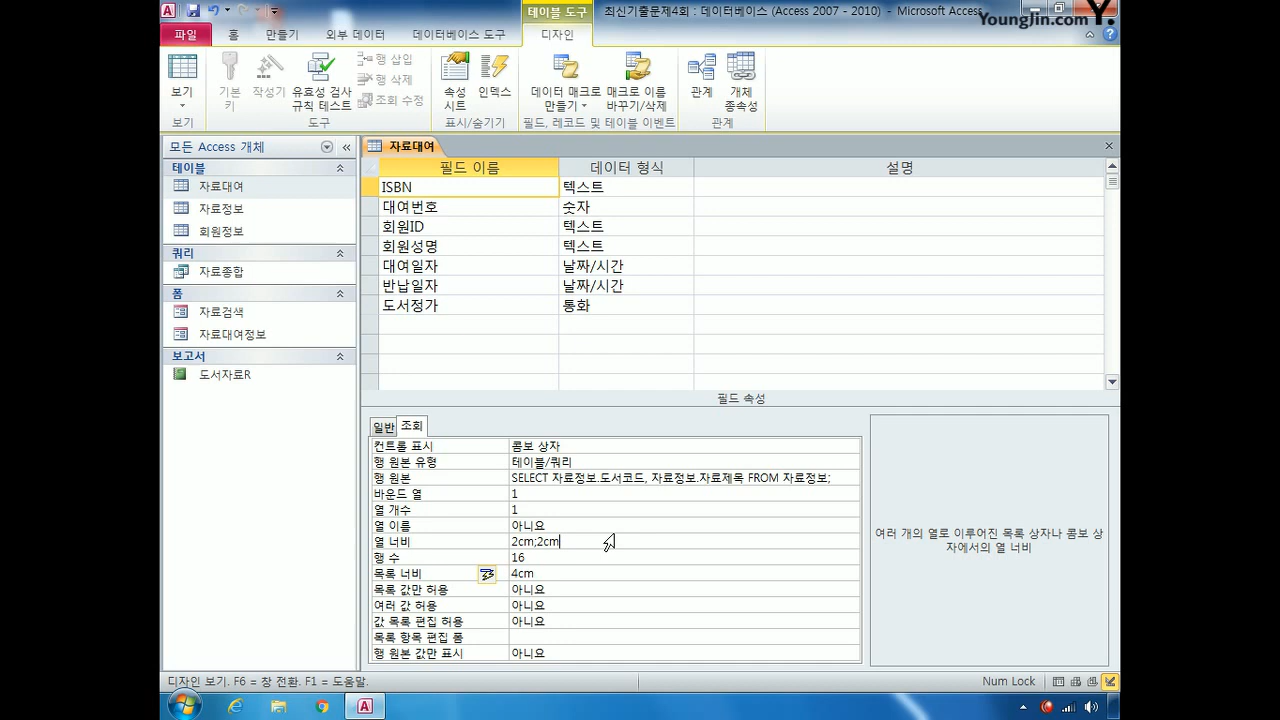 최신기출문제4회 : 데이터베이스 (Access 2007 - 2010) - Microsoft Access
YoungJin.com Y.
테이블 도구
파일 홈 만들기 외부 데이터 데이터베이스 도구 디자인
보기
기본 키
작성기
유효성 검사 규칙 테스트
행 삽입
행 삭제
조회 수정
속성 시트
인덱스
데이터 매크로 만들기
매크로 이름 바꾸기/삭제
관계
개체 종속성
보기 도구 표시/숨기기 필드, 레코드 및 테이블 이벤트 관계
모든 Access 개체
테이블
자료대여
자료정보
회원정보
쿼리
자료종합
폼
자료검색
자료대여정보
보고서
도서자료R
자료대여
필드 이름 데이터 형식 설명
ISBN 텍스트
대여번호 숫자
회원ID 텍스트
회원성명 텍스트
대여일자 날짜/시간
반납일자 날짜/시간
도서정가 통화
필드 속성
일반 조회
컨트롤 표시 콤보 상자
행 원본 유형 테이블/쿼리
행 원본 SELECT 자료정보.도서코드, 자료정보.자료제목 FROM 자료정보;
바운드 열 1
열 개수 1
열 이름 아니요
열 너비 2cm;2cm
행 수 16
목록 너비 4cm
목록 값만 허용 아니요
여러 값 허용 아니요
값 목록 편집 허용 아니요
목록 항목 편집 폼
행 원본 값만 표시 아니요
여러 개의 열로 이루어진 목록 상자나 콤보 상
자에서의 열 너비
디자인 보기. F6 = 창 전환. F1 = 도움말.
Num Lock